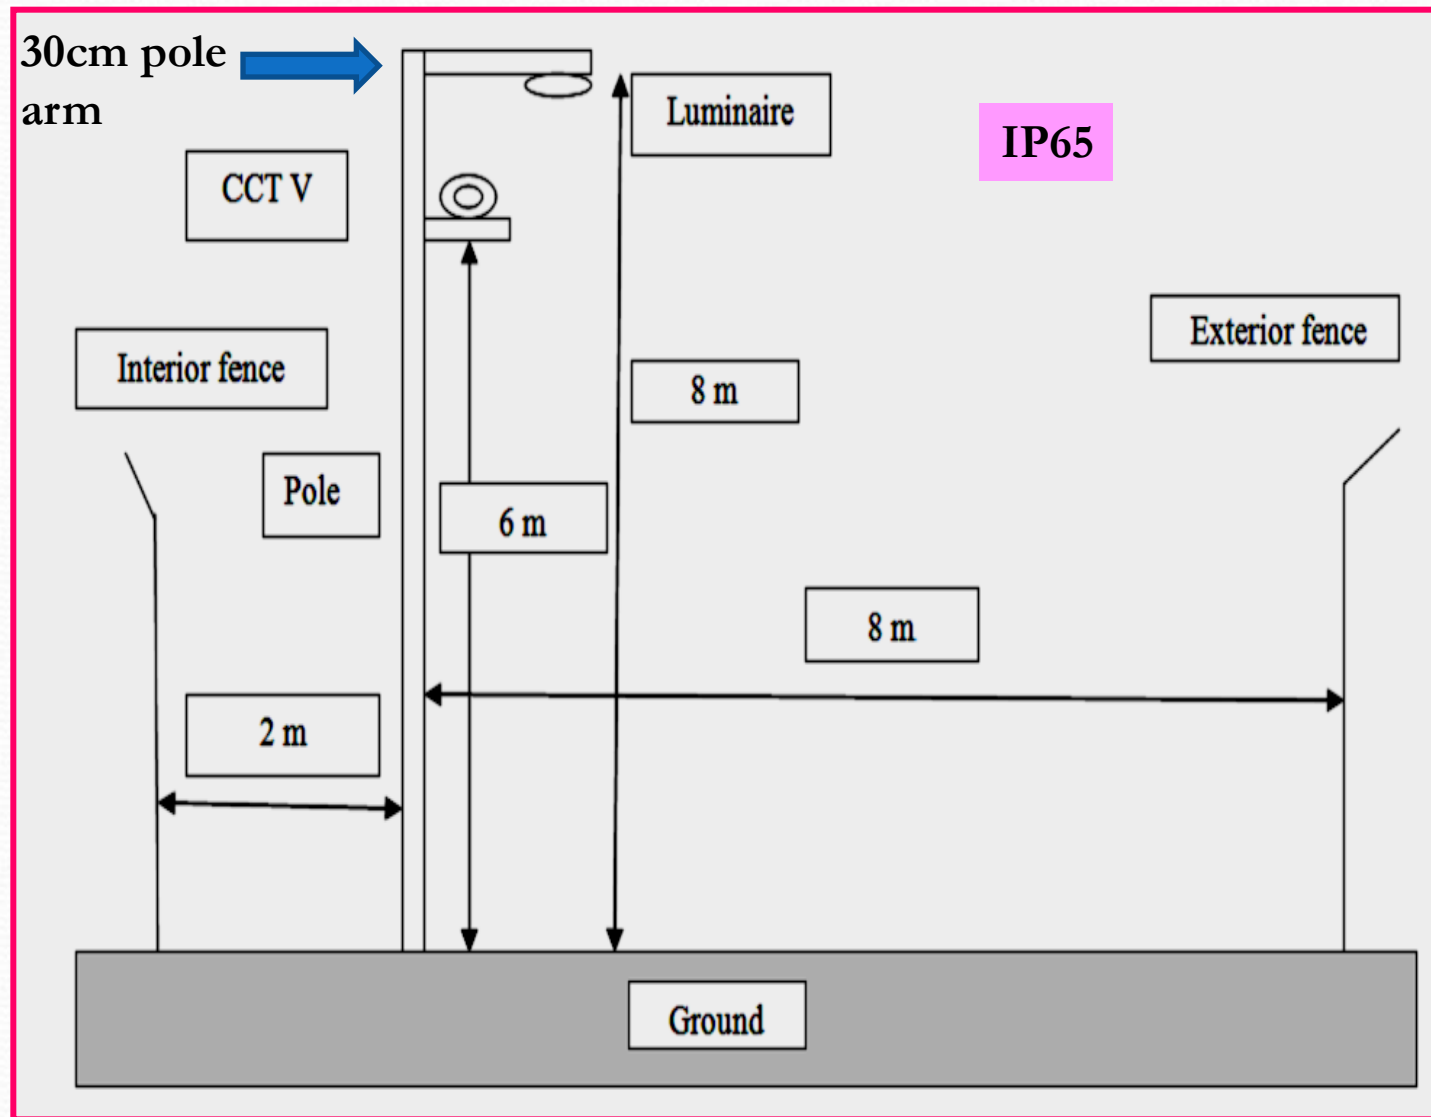 30cm pole
arm
Luminaire
IP65
CCT V
Exterior fence
Interior fence
8 m
Pole
6 m
8 m
2 m
Ground